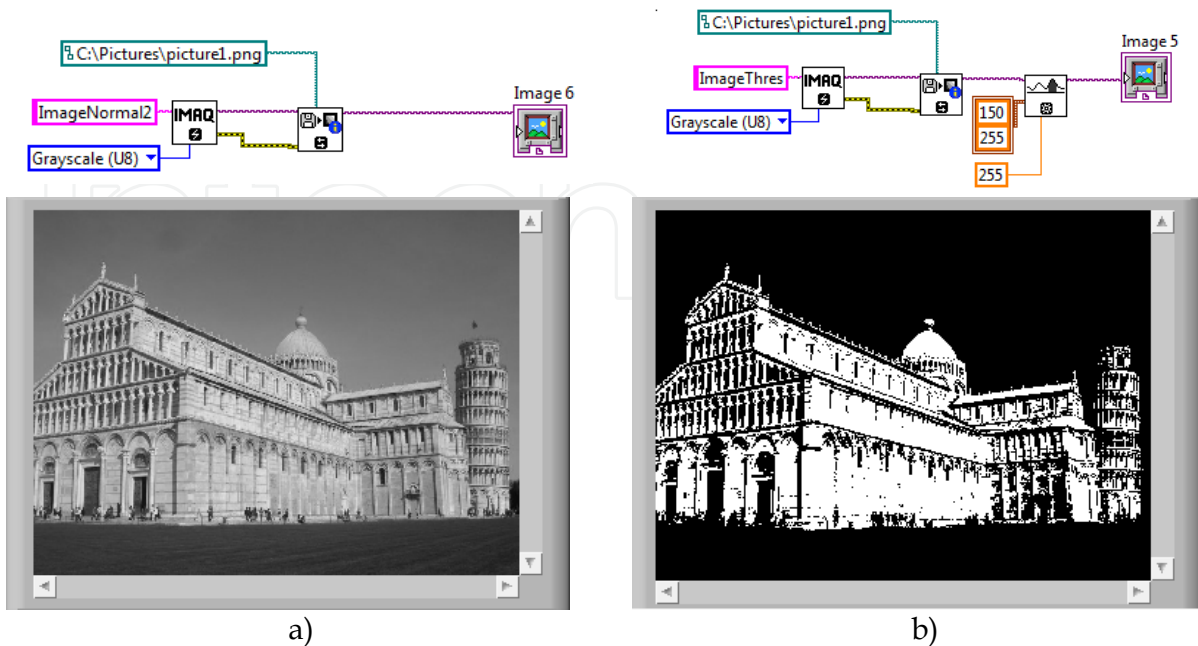 C:\Pictures\picture1.png
ImageNormal2
IMAQ
Image 6
Grayscale (U8)
a)
C:\Pictures\picture1.png
Image 5
ImageThres
IMAQ
Grayscale (U8)
150
255
255
b)